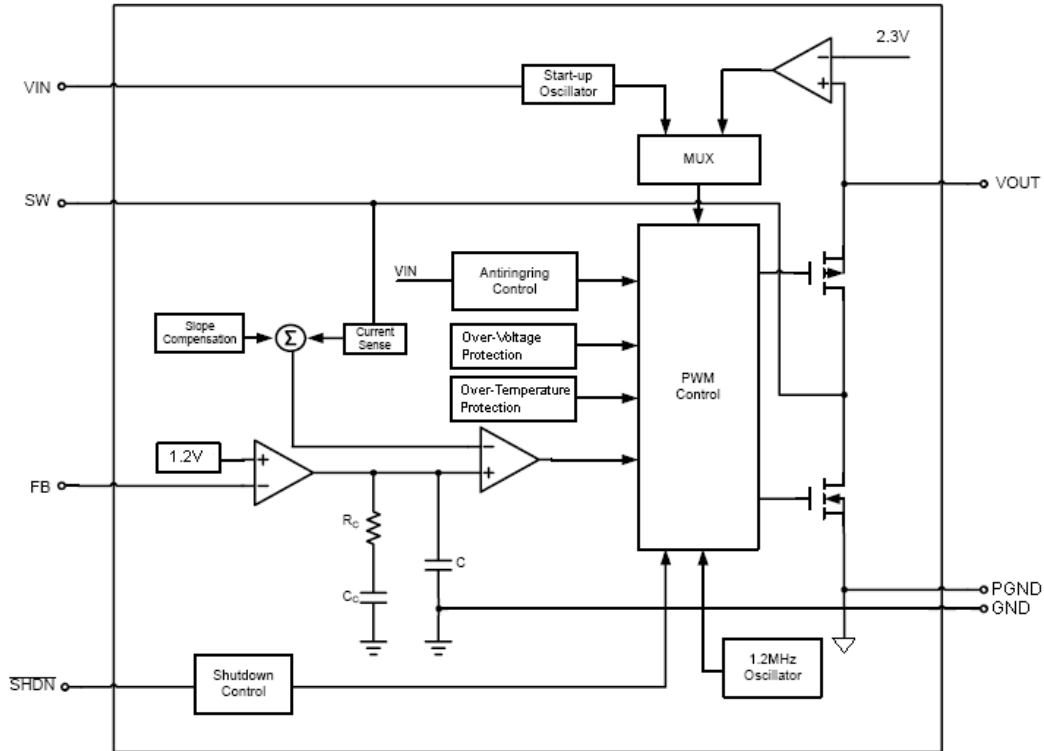 2.3V
VIN
Start-up
Oscillator
MUX
VOUT
SW
VIN
Antiringring
Control
Slope
Compensation
Σ
Current
Sense
Over-Voltage
Protection
PWM
Control
Over-Temperature
Protection
1.2V
FB
RC
C
CC
PGND
GND
SHDN
Shutdown
Control
1.2MHz
Oscillator